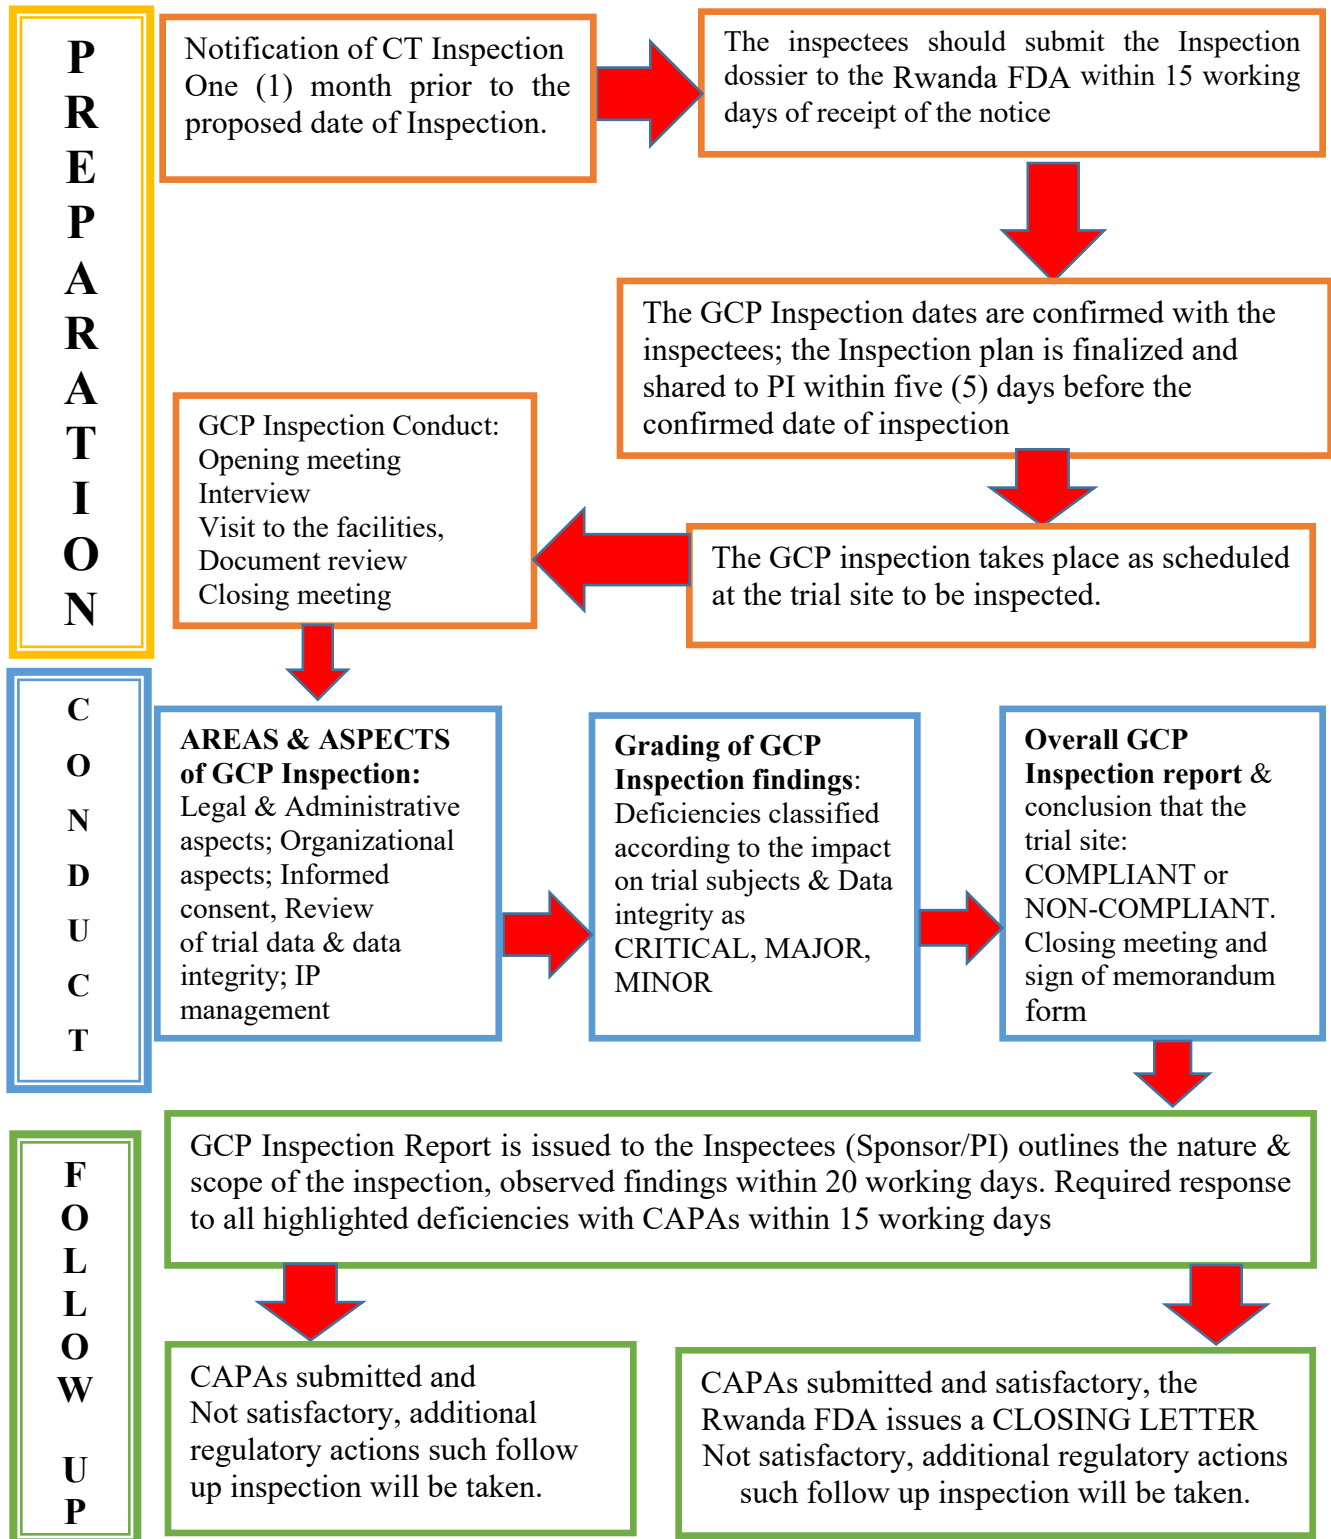 PREPARATION
Notification of CT Inspection
One (1) month prior to the
proposed date of Inspection.
The inspectees should submit the Inspection
dossier to the Rwanda FDA within 15 working
days of receipt of the notice
The GCP Inspection dates are confirmed with the
inspectees; the Inspection plan is finalized and
shared to PI within five (5) days before the
confirmed date of inspection
The GCP inspection takes place as scheduled
at the trial site to be inspected.
GCP Inspection Conduct:
Opening meeting
Interview
Visit to the facilities,
Document review
Closing meeting
CONDUCT
AREAS & ASPECTS
of GCP Inspection:
Legal & Administrative
aspects; Organizational
aspects; Informed
consent, Review
of trial data & data
integrity; IP
management
Grading of GCP
Inspection findings:
Deficiencies classified
according to the impact
on trial subjects & Data
integrity as
CRITICAL, MAJOR,
MINOR
Overall GCP
Inspection report &
conclusion that the
trial site:
COMPLIANT or
NON-COMPLIANT.
Closing meeting and
sign of memorandum
form
FOLLOW UP
GCP Inspection Report is issued to the Inspectees (Sponsor/PI) outlines the nature &
scope of the inspection, observed findings within 20 working days. Required response
to all highlighted deficiencies with CAPAs within 15 working days
CAPAs submitted and
Not satisfactory, additional
regulatory actions such follow
up inspection will be taken.
CAPAs submitted and satisfactory, the
Rwanda FDA issues a CLOSING LETTER
Not satisfactory, additional regulatory actions
such follow up inspection will be taken.